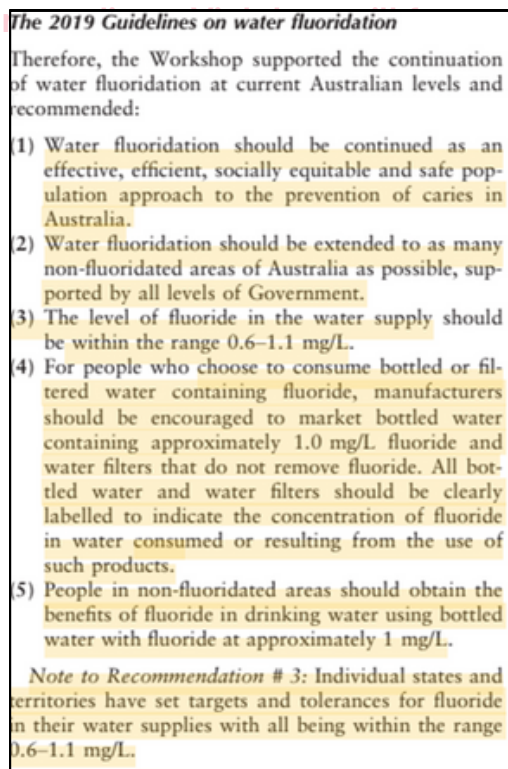 The 2019 Guidelines on water fluoridation
Therefore, the Workshop supported the continuation
of water fluoridation at current Australian levels and
recommended:
(1) Water fluoridation should be continued as an
effective, efficient, socially equitable and safe pop-
ulation approach to the prevention of caries in
Australia.
(2) Water fluoridation should be extended to as many
non-fluoridated areas of Australia as possible, sup-
ported by all levels of Government.
(3) The level of fluoride in the water supply should
be within the range 0.6–1.1 mg/L.
(4) For people who choose to consume bottled or fil-
tered water containing fluoride, manufacturers
should be encouraged to market bottled water
containing approximately 1.0 mg/L fluoride and
water filters that do not remove fluoride. All bot-
tled water and water filters should be clearly
labelled to indicate the concentration of fluoride
in water consumed or resulting from the use of
such products.
(5) People in non-fluoridated areas should obtain the
benefits of fluoride in drinking water using bottled
water with fluoride at approximately 1 mg/L.
Note to Recommendation # 3: Individual states and
territories have set targets and tolerances for fluoride
in their water supplies with all being within the range
0.6–1.1 mg/L.